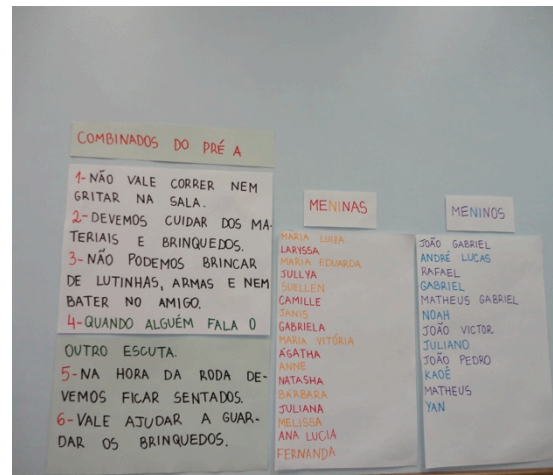 COMBINADOS DO PRÉ A
1- NÃO VALE CORRER NEM
GRITAR NA SALA.
2- DEVEMOS CUIDAR DOS MA-
TERIAIS E BRINQUEDOS.
3- NÃO PODEMOS BRINCAR
DE LUTINHAS, ARMAS E NEM
BATER NO AMIGO.
4- QUANDO ALGUÉM FALA O
OUTRO ESCUTA.
5- NA HORA DA RODA DE-
VEMOS FICAR SENTADOS.
6- VALE AJUDAR A GUAR-
DAR OS BRINQUEDOS.
MENINAS
MARIA LUIZA
LARYSSA
MARIA EDUARDA
JULLYA
SUELLEN
CAMILLE
JANIS
GABRIELA
MARIA VITÓRIA
ÁGATHA
ANNE
NATASHA
BÁRBARA
JULIANA
MELISSA
ANA LUCIA
FERNANDA
MENINOS
JOÃO GABRIEL
ANDRÉ LUCAS
RAFAEL
GABRIEL
MATHEUS GABRIEL
NOAH
JOÃO VICTOR
JULIANO
JOÃO PEDRO
KAOÊ
MATHEUS
YAN